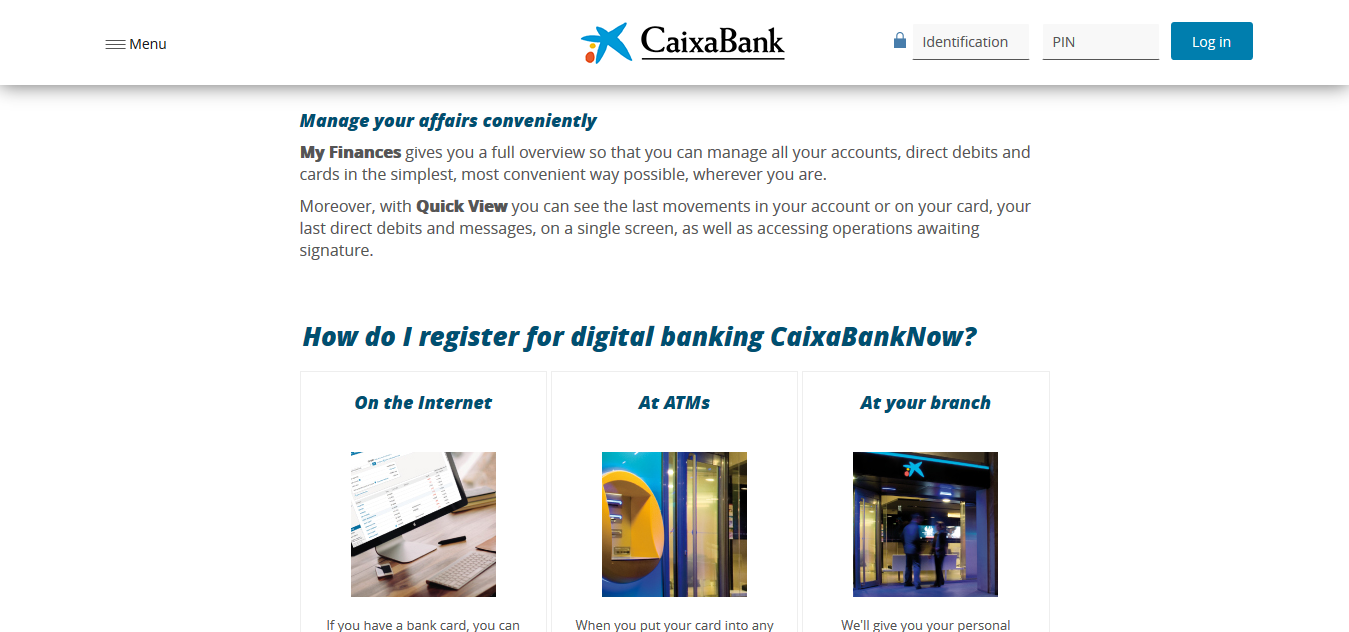 Menu
CaixaBank
Identification
PIN
Log in
Manage your affairs conveniently
My Finances gives you a full overview so that you can manage all your accounts, direct debits and
cards in the simplest, most convenient way possible, wherever you are.
Moreover, with Quick View you can see the last movements in your account or on your card, your
last direct debits and messages, on a single screen, as well as accessing operations awaiting
signature.
How do I register for digital banking CaixaBankNow?
On the Internet
At ATMs
At your branch
If you have a bank card, you can
When you put your card into any
We'll give you your personal